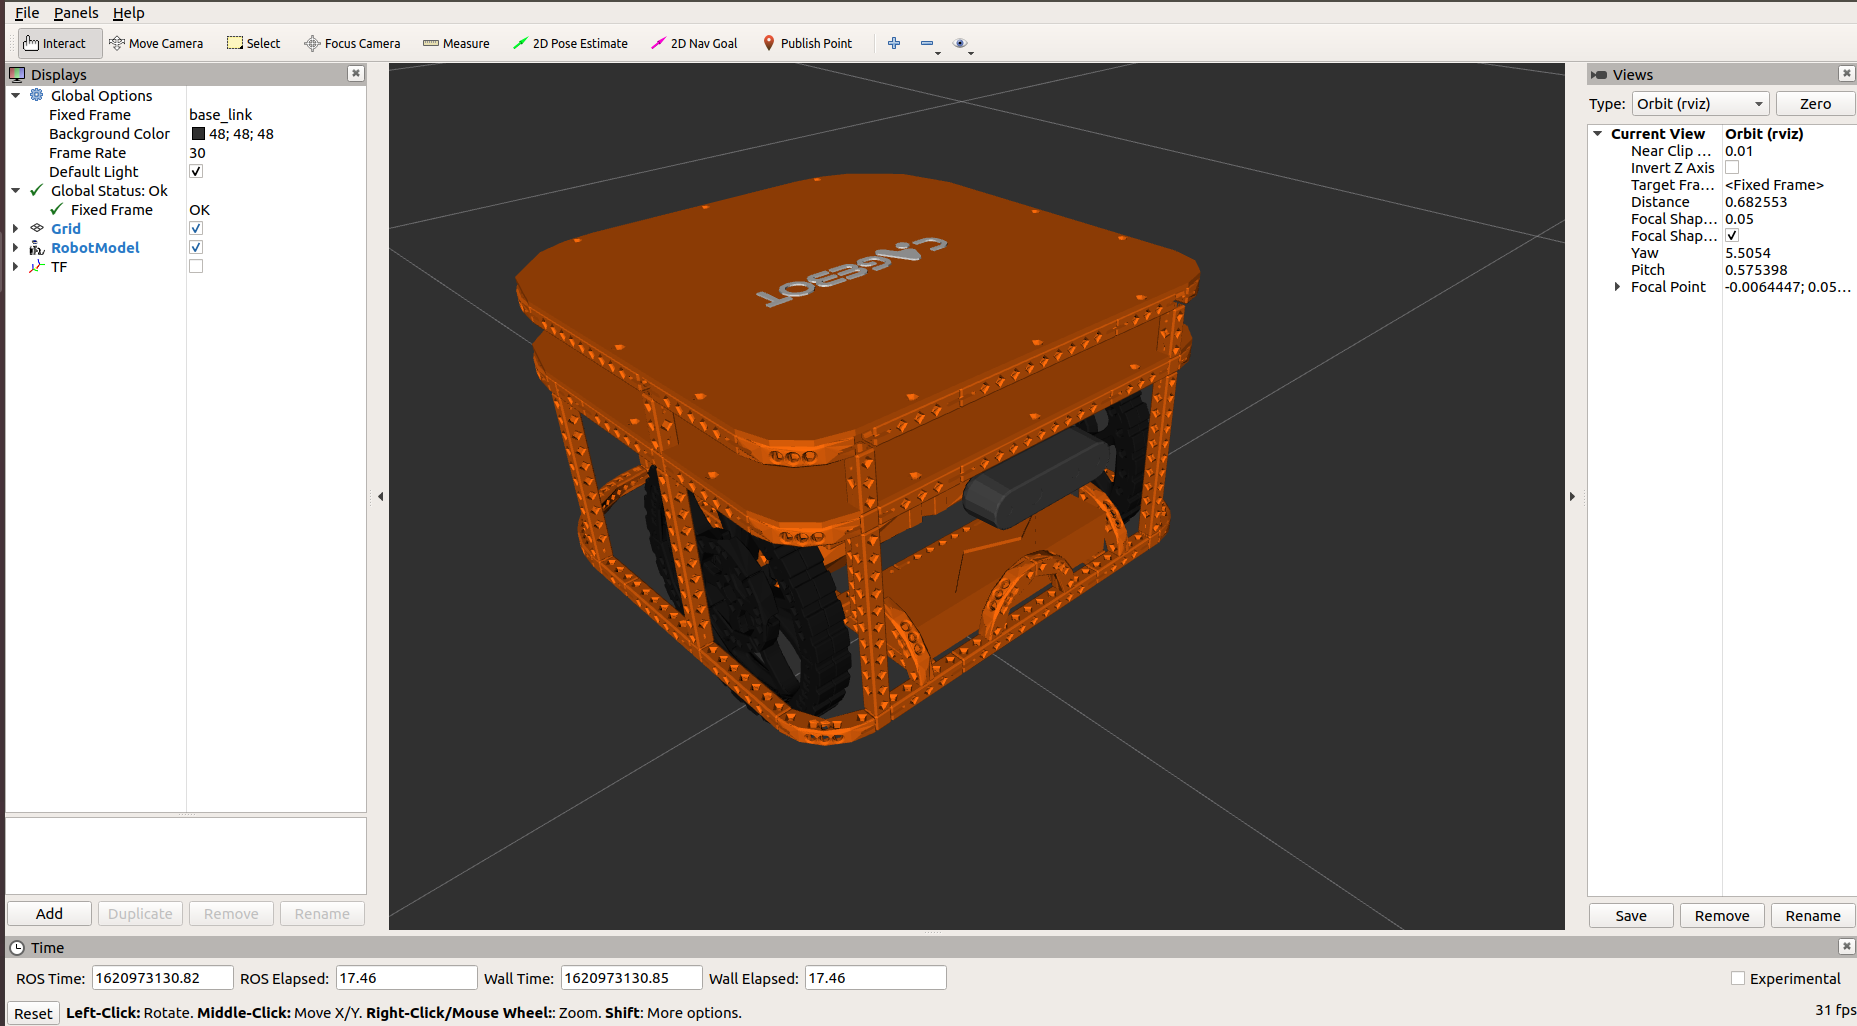 File Panels Help
Interact Move Camera Select Focus Camera Measure 2D Pose Estimate 2D Nav Goal Publish Point
Displays
Global Options
Fixed Frame base_link
Background Color 48; 48; 48
Frame Rate 30
Default Light
Global Status: Ok
Fixed Frame OK
Grid
RobotModel
TF
Add Duplicate Remove Rename
Views
Type: Orbit (rviz) Zero
Current View Orbit (rviz)
Near Clip ... 0.01
Invert Z Axis
Target Fra... <Fixed Frame>
Distance 0.682553
Focal Shap... 0.05
Focal Shap...
Yaw 5.5054
Pitch 0.575398
Focal Point -0.0064447; 0.05...
Save Remove Rename
Time
ROS Time: 1620973130.82 ROS Elapsed: 17.46 Wall Time: 1620973130.85 Wall Elapsed: 17.46 Experimental
Reset Left-Click: Rotate. Middle-Click: Move X/Y. Right-Click/Mouse Wheel:: Zoom. Shift: More options. 31 fps